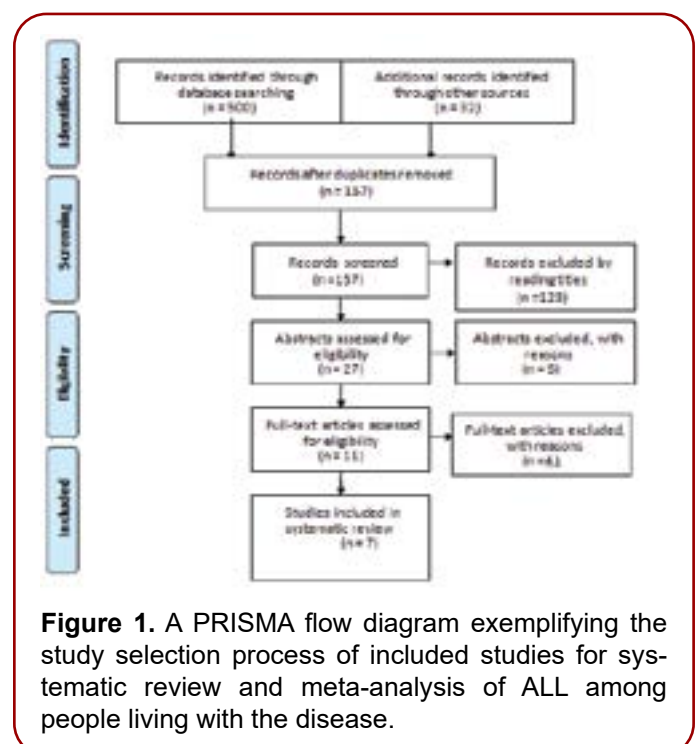 Identification
Records identified through
database searching
(n = 500)
Additional records identified
through other sources
(n = 32)
Records after duplicates removed
(n = 157)
Screening
Records screened
(n = 157)
Records excluded by
reading titles
Eligibility
Abstracts assessed for
eligibility
(n = 27)
Abstracts excluded, with
reasons
Full-text articles assessed
for eligibility
(n = 11)
Full-text articles excluded,
with reasons
Included
Studies included in
systematic review
(n = 7)
Figure 1. A PRISMA flow diagram exemplifying the
study selection process of included studies for sys-
tematic review and meta-analysis of ALL among
people living with the disease.